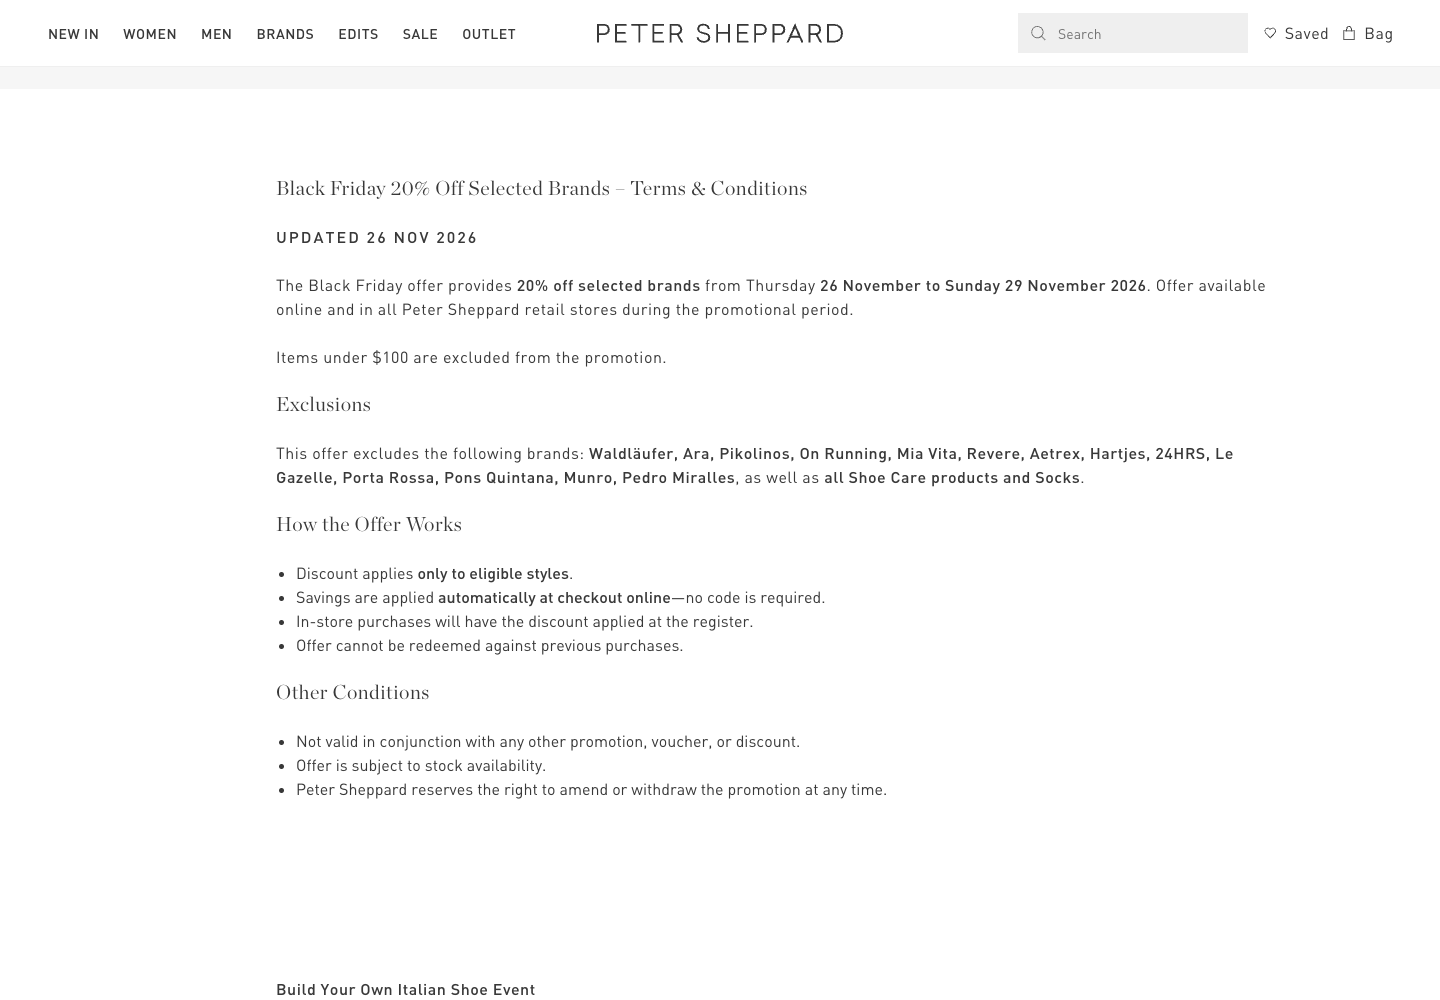 NEW IN WOMEN MEN BRANDS EDITS SALE OUTLET PETER SHEPPARD Search Saved Bag
Black Friday 20% Off Selected Brands – Terms & Conditions
UPDATED 26 NOV 2026
The Black Friday offer provides 20% off selected brands from Thursday 26 November to Sunday 29 November 2026. Offer available
online and in all Peter Sheppard retail stores during the promotional period.
Items under $100 are excluded from the promotion.
Exclusions
This offer excludes the following brands: Waldläufer, Ara, Pikolinos, On Running, Mia Vita, Revere, Aetrex, Hartjes, 24HRS, Le
Gazelle, Porta Rossa, Pons Quintana, Munro, Pedro Miralles, as well as all Shoe Care products and Socks.
How the Offer Works
• Discount applies only to eligible styles.
• Savings are applied automatically at checkout online—no code is required.
• In-store purchases will have the discount applied at the register.
• Offer cannot be redeemed against previous purchases.
Other Conditions
• Not valid in conjunction with any other promotion, voucher, or discount.
• Offer is subject to stock availability.
• Peter Sheppard reserves the right to amend or withdraw the promotion at any time.
Build Your Own Italian Shoe Event